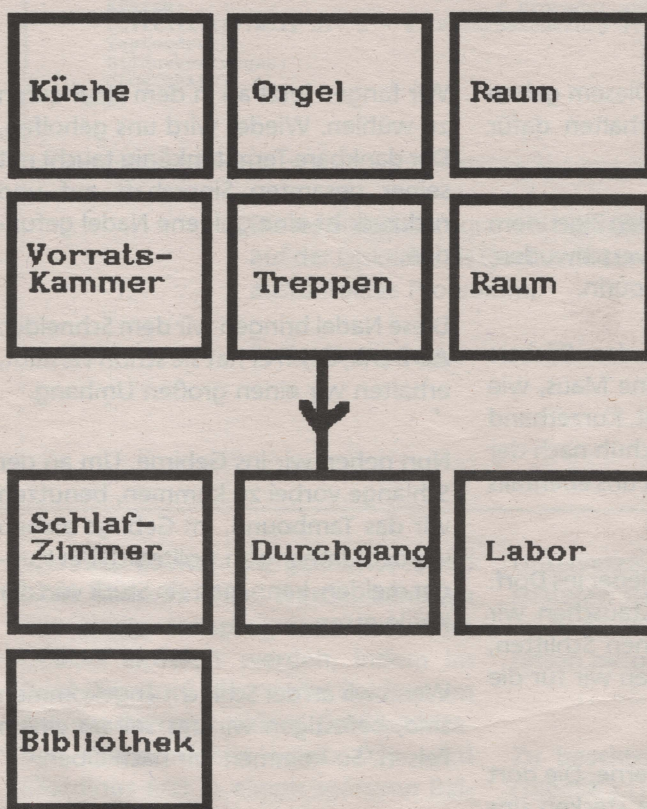 Küche
Orgel
Raum
Vorrats-
Kammer
Treppen
Raum
Schlaf-
Zimmer
Durchgang
Labor
Bibliothek